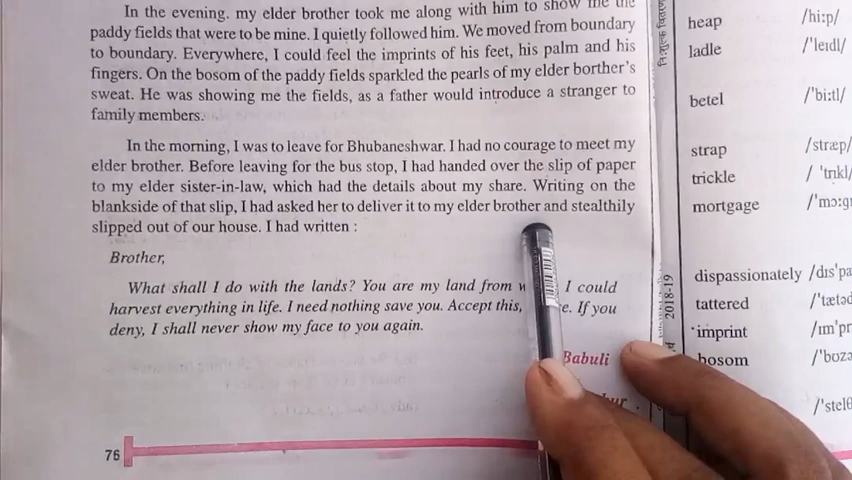 In the evening. my elder brother took me along with him to show me the
paddy fields that were to be mine. I quietly followed him. We moved from boundary
to boundary. Everywhere, I could feel the imprints of his feet, his palm and his
fingers. On the bosom of the paddy fields sparkled the pearls of my elder borther's
sweat. He was showing me the fields, as a father would introduce a stranger to
family members.
In the morning, I was to leave for Bhubaneshwar. I had no courage to meet my
elder brother. Before leaving for the bus stop, I had handed over the slip of paper
to my elder sister-in-law, which had the details about my share. Writing on the
blankside of that slip, I had asked her to deliver it to my elder brother and stealthily
slipped out of our house. I had written :
Brother,
What shall I do with the lands? You are my land from I could
harvest everything in life. I need nothing save you. Accept this, If you
deny, I shall never show my face to you again.
Babuli
76
2018-19
heap /hi:p/
ladle /'leɪdl/
betel /'bi:tl/
strap /stræp/
trickle / 'trɪkl/
mortgage
dispassionately
tattered
imprint
bosom